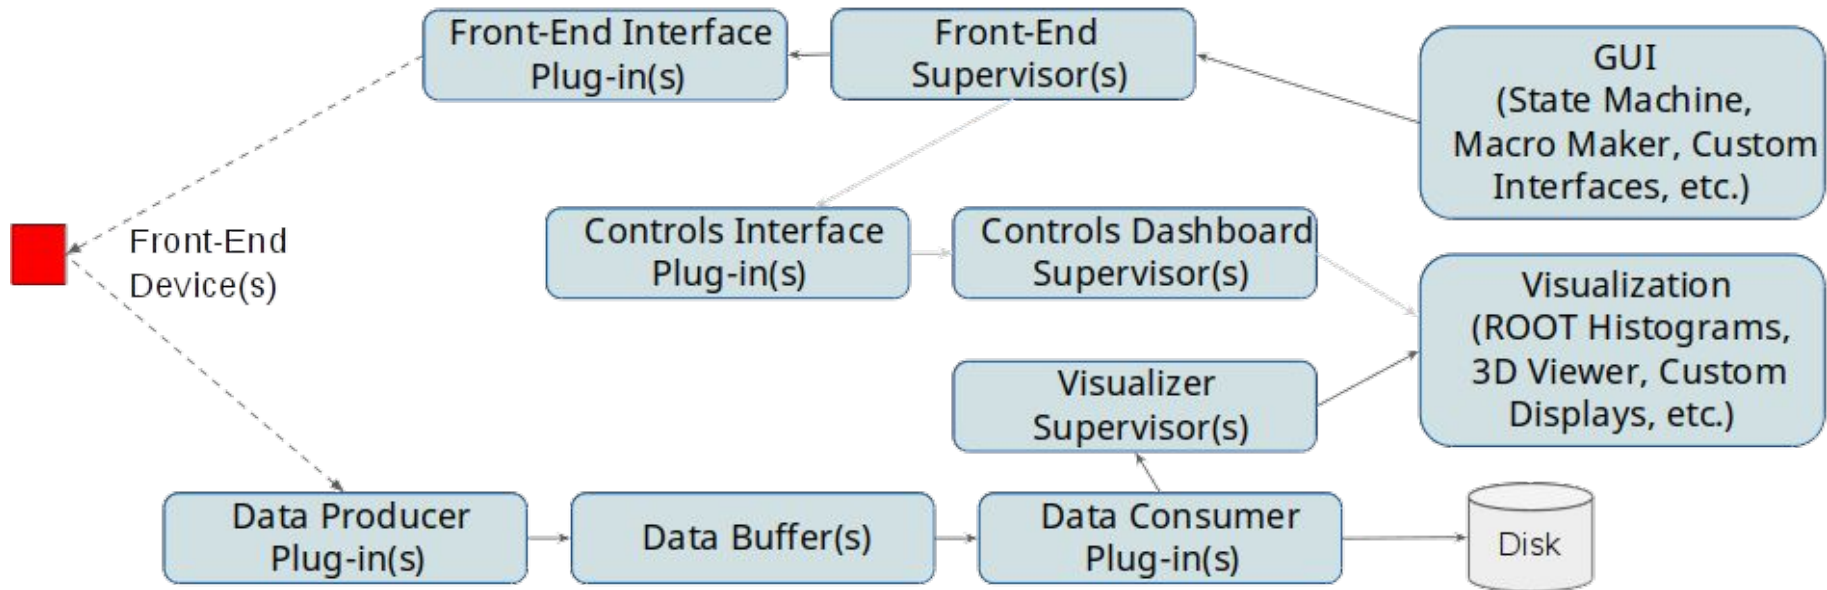 Front-End Interface
Plug-in(s)
Front-End
Supervisor(s)
GUI
(State Machine,
Macro Maker, Custom
Interfaces, etc.)
Front-End
Device(s)
Controls Interface
Plug-in(s)
Controls Dashboard
Supervisor(s)
Visualization
(ROOT Histograms,
3D Viewer, Custom
Displays, etc.)
Visualizer
Supervisor(s)
Data Producer
Plug-in(s)
Data Buffer(s)
Data Consumer
Plug-in(s)
Disk